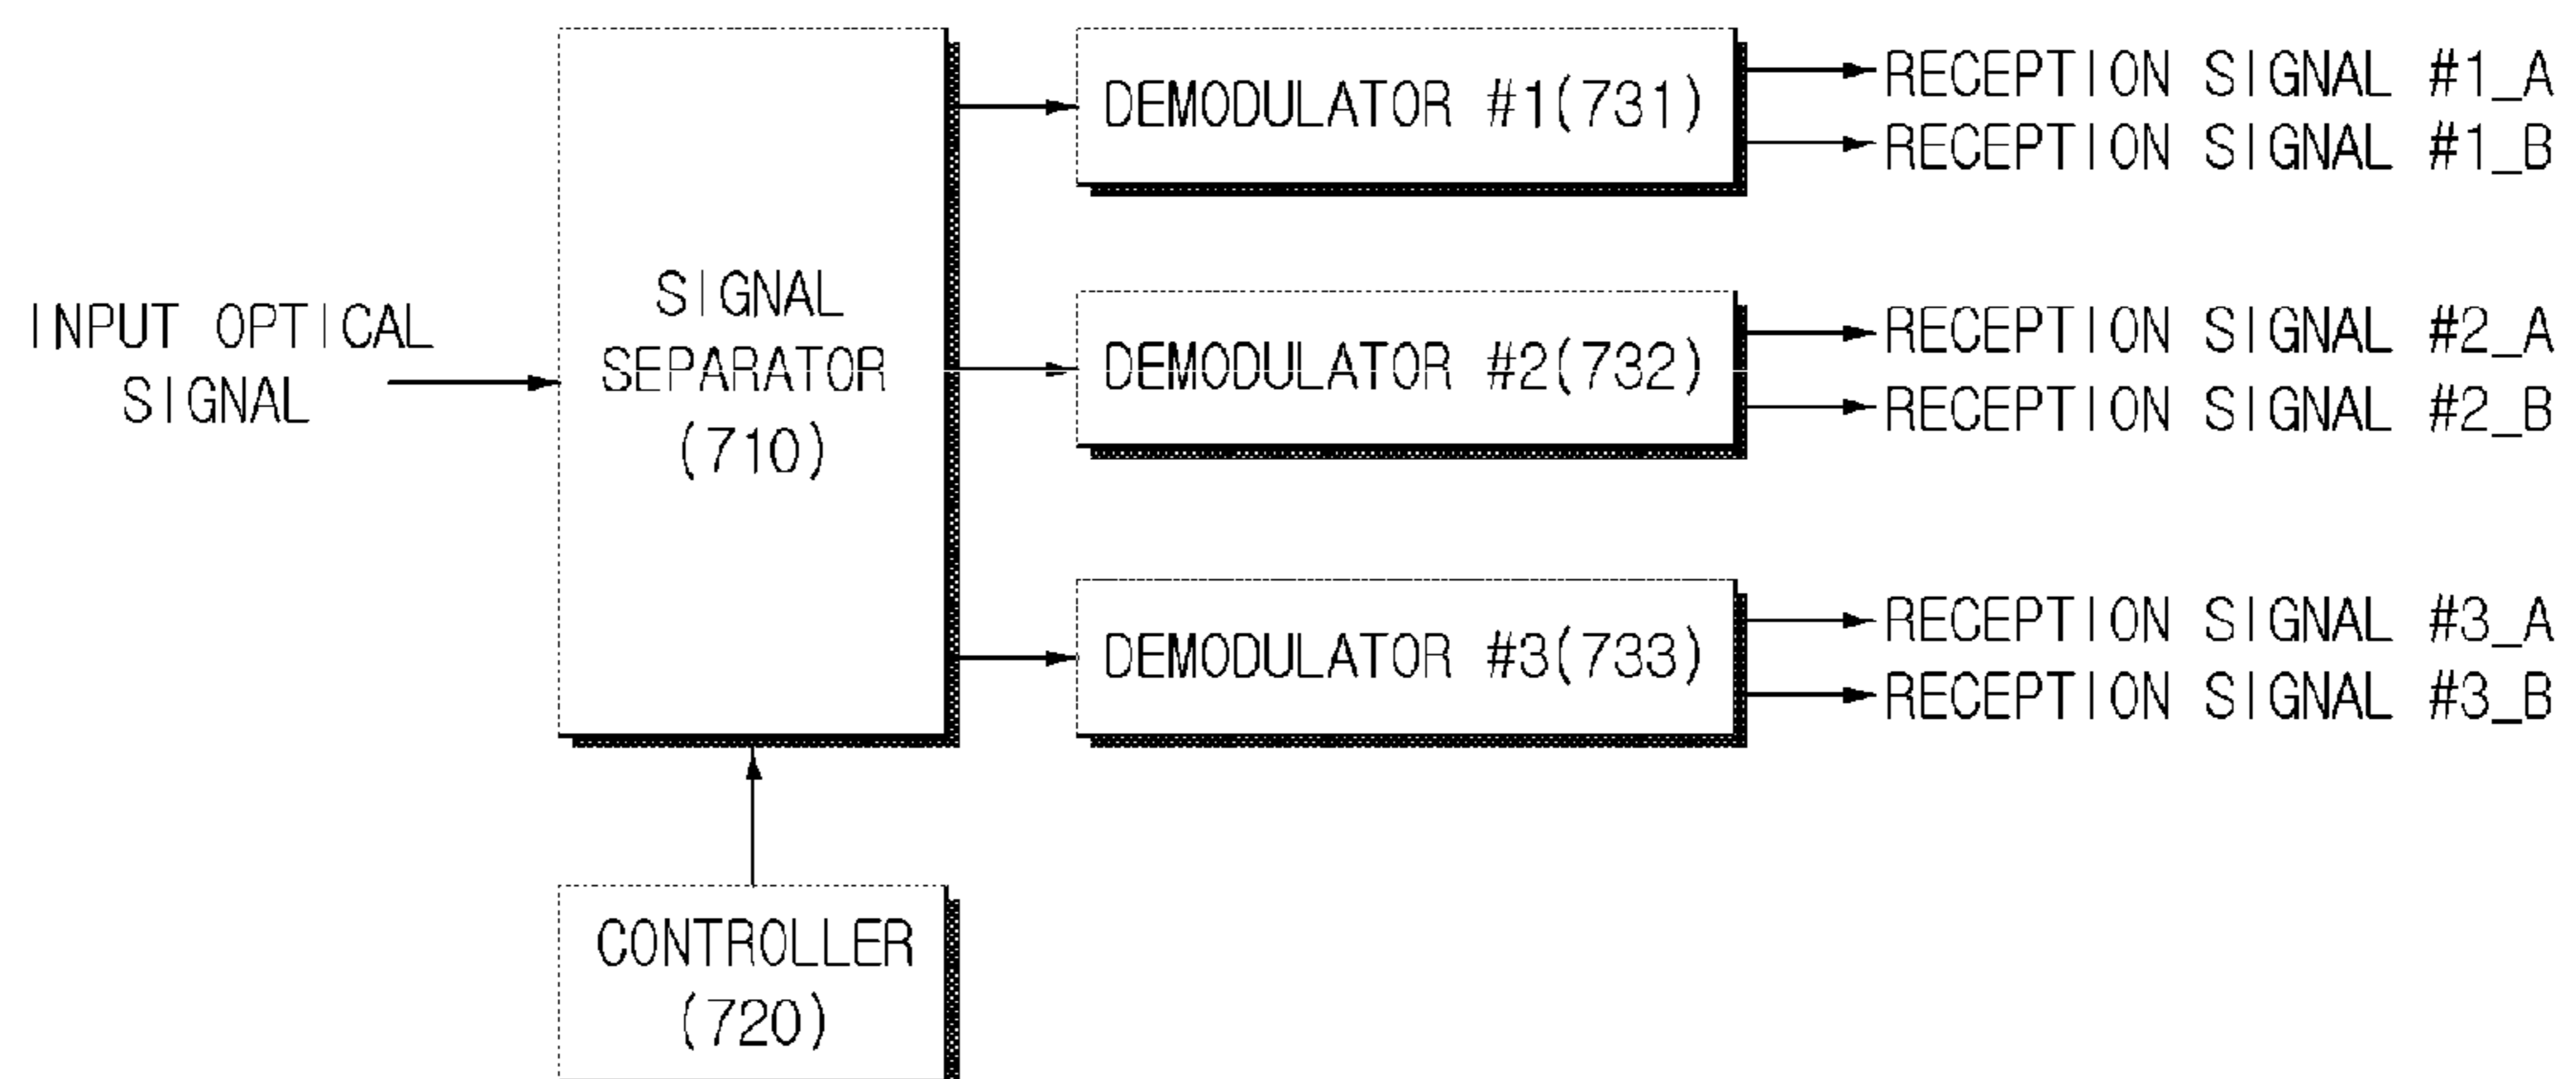 INPUT OPTICAL
SIGNAL
SIGNAL
SEPARATOR
(710)
CONTROLLER
(720)
DEMODULATOR #1(731)
RECEPTION SIGNAL #1_A
RECEPTION SIGNAL #1_B
DEMODULATOR #2(732)
RECEPTION SIGNAL #2_A
RECEPTION SIGNAL #2_B
DEMODULATOR #3(733)
RECEPTION SIGNAL #3_A
RECEPTION SIGNAL #3_B